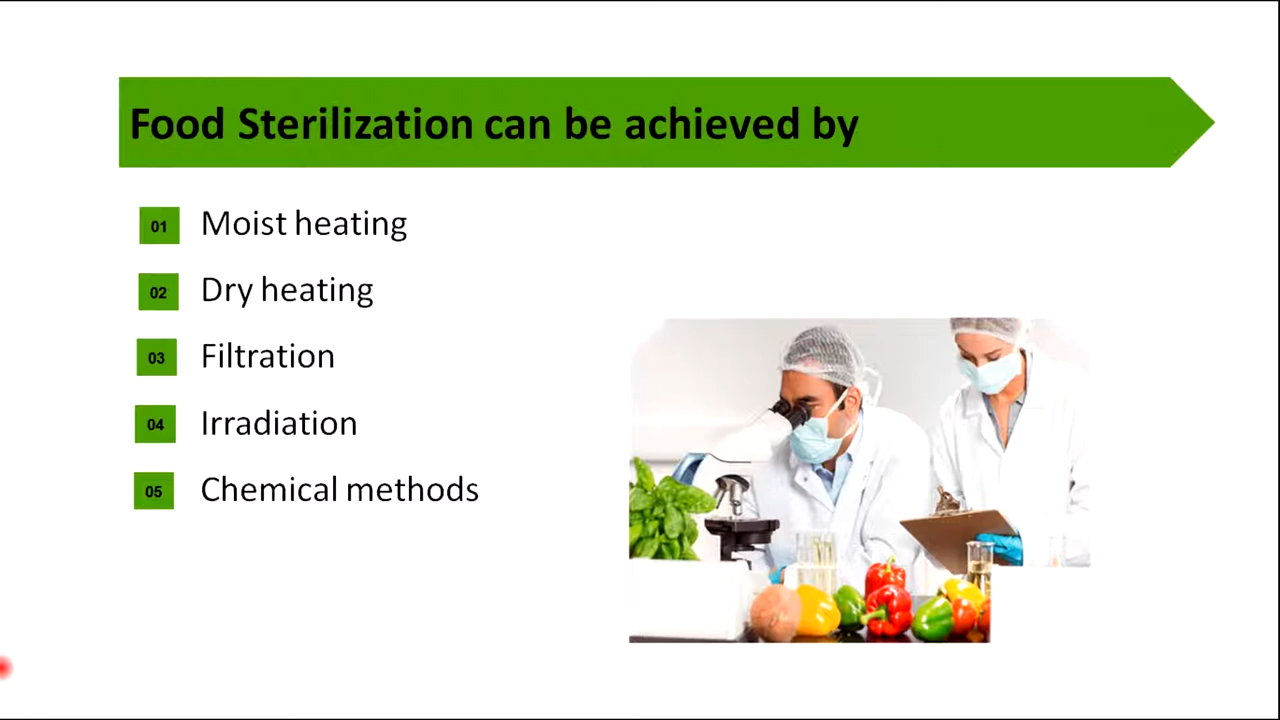 Food Sterilization can be achieved by
01 Moist heating
02 Dry heating
03 Filtration
04 Irradiation
05 Chemical methods